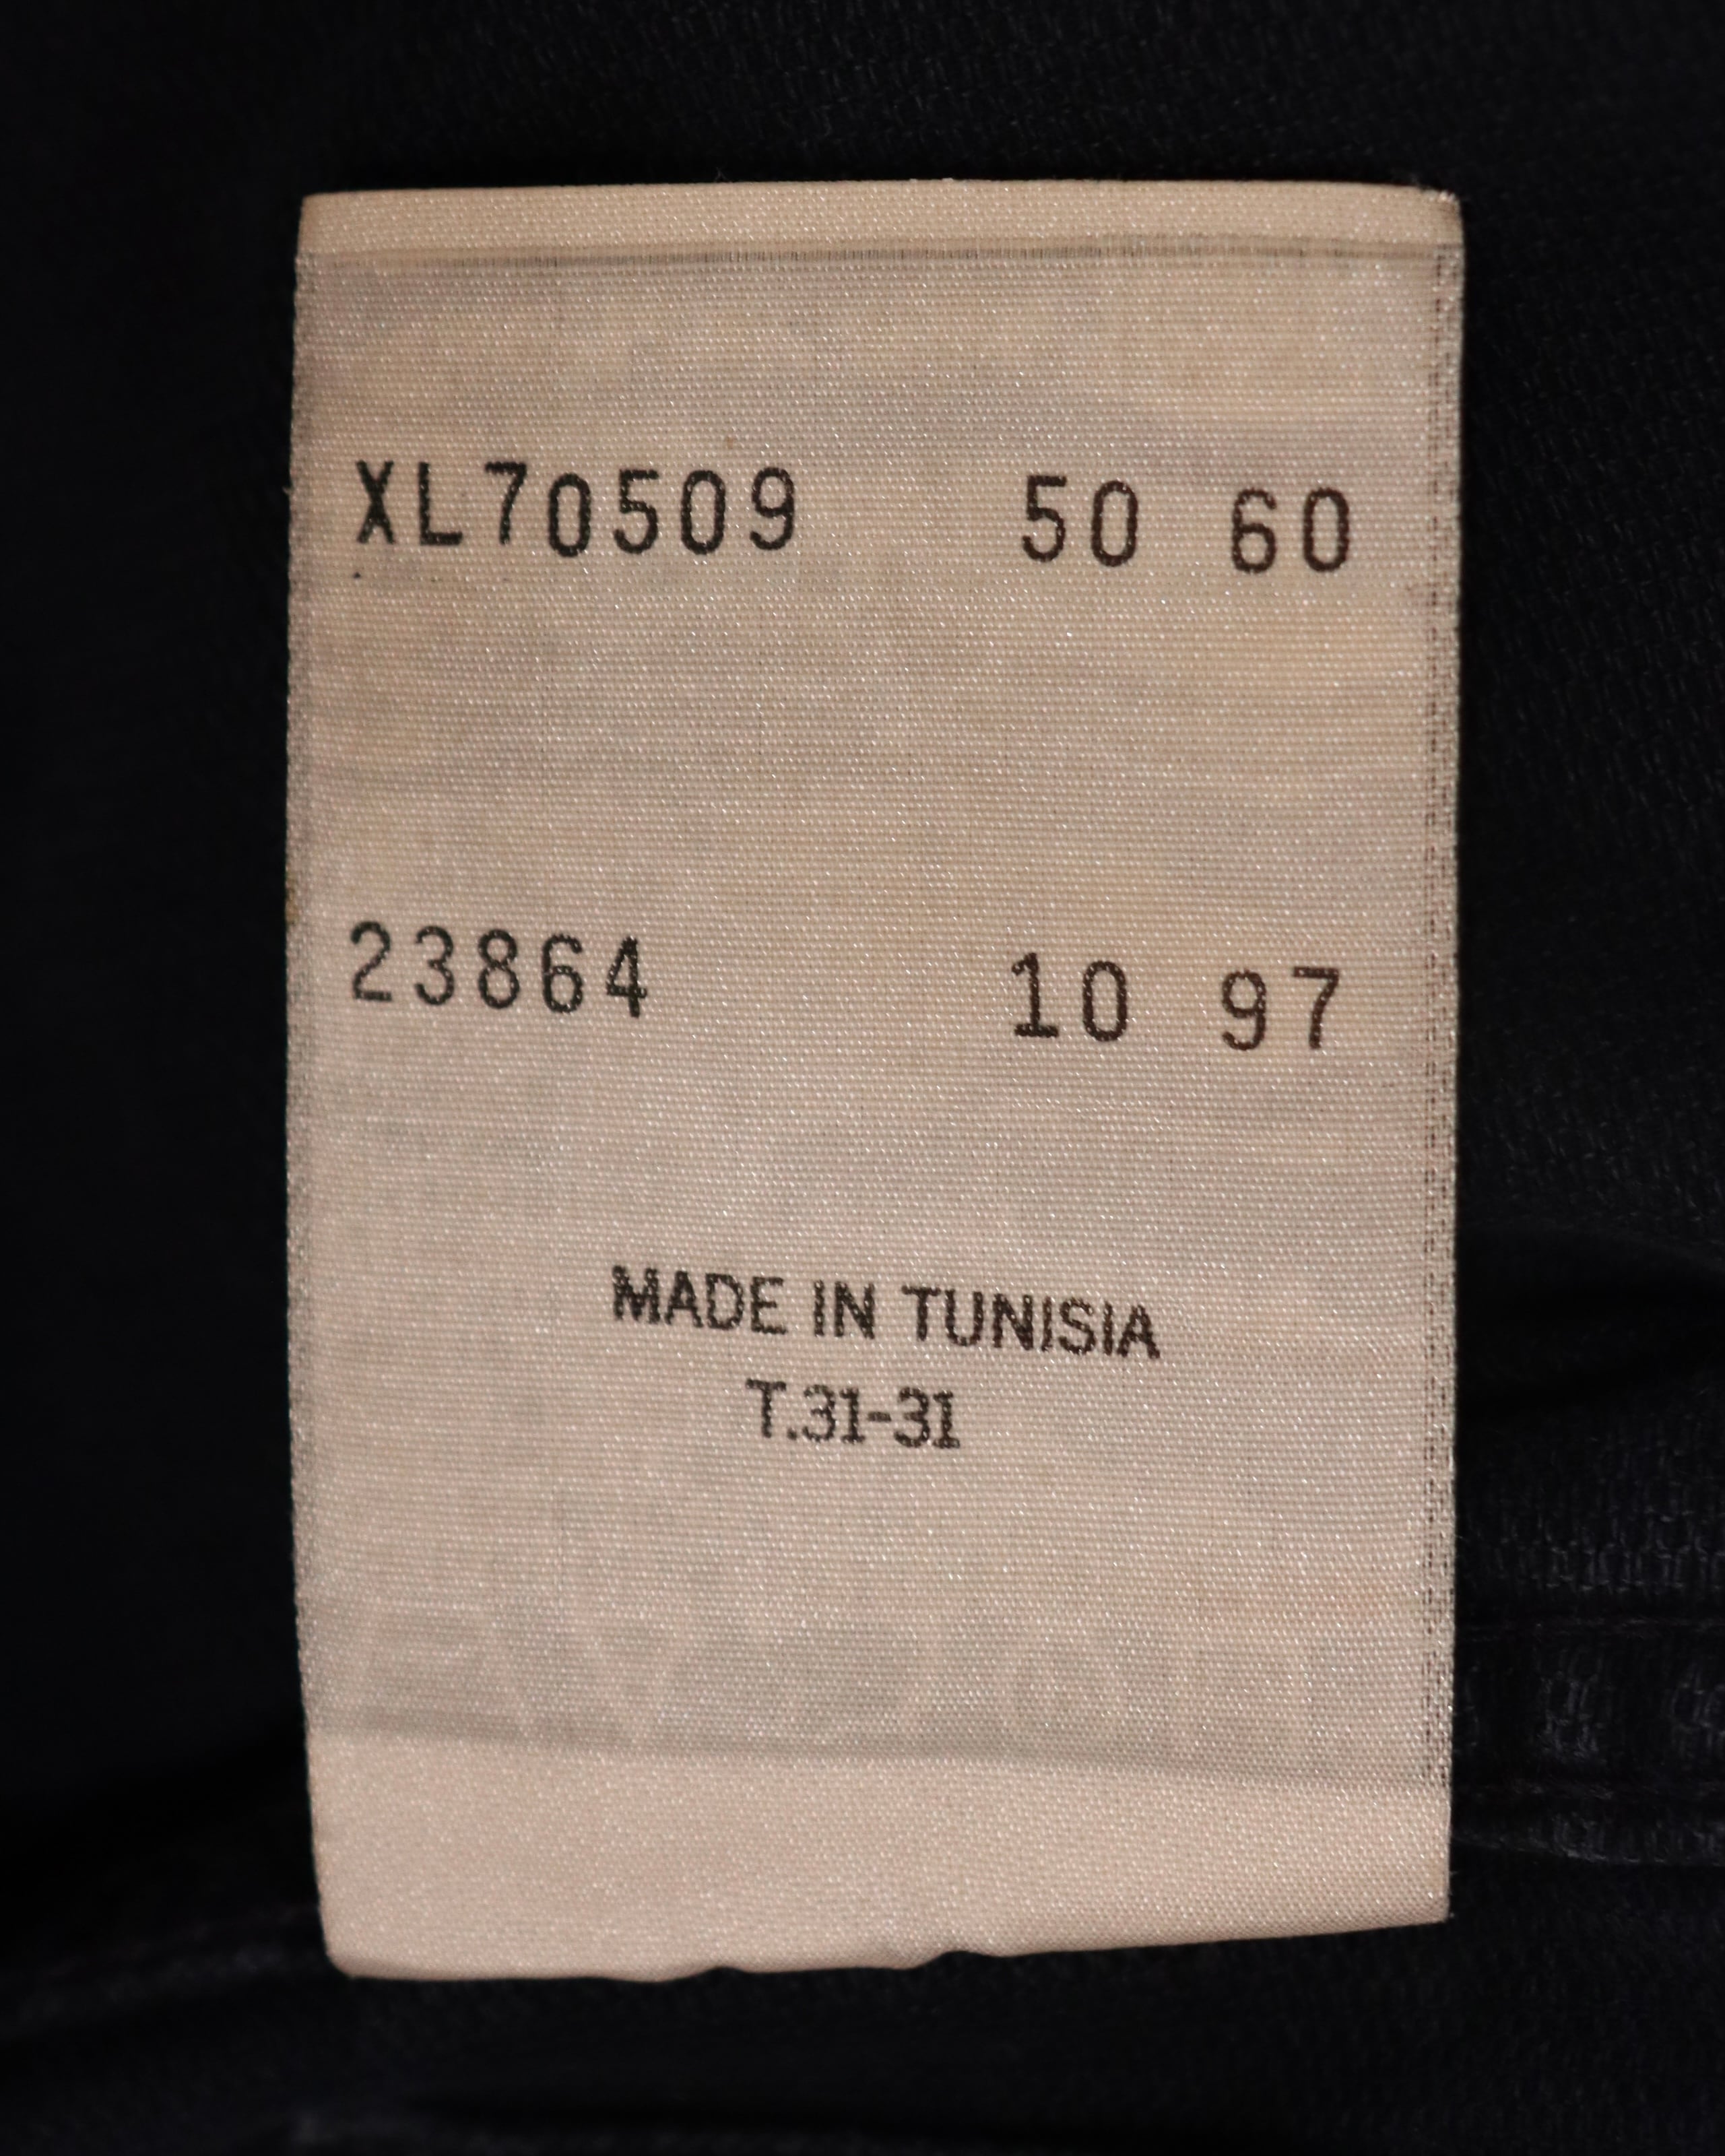 XL70509 50 60
23864 10 97
MADE IN TUNISIA
T.31-31